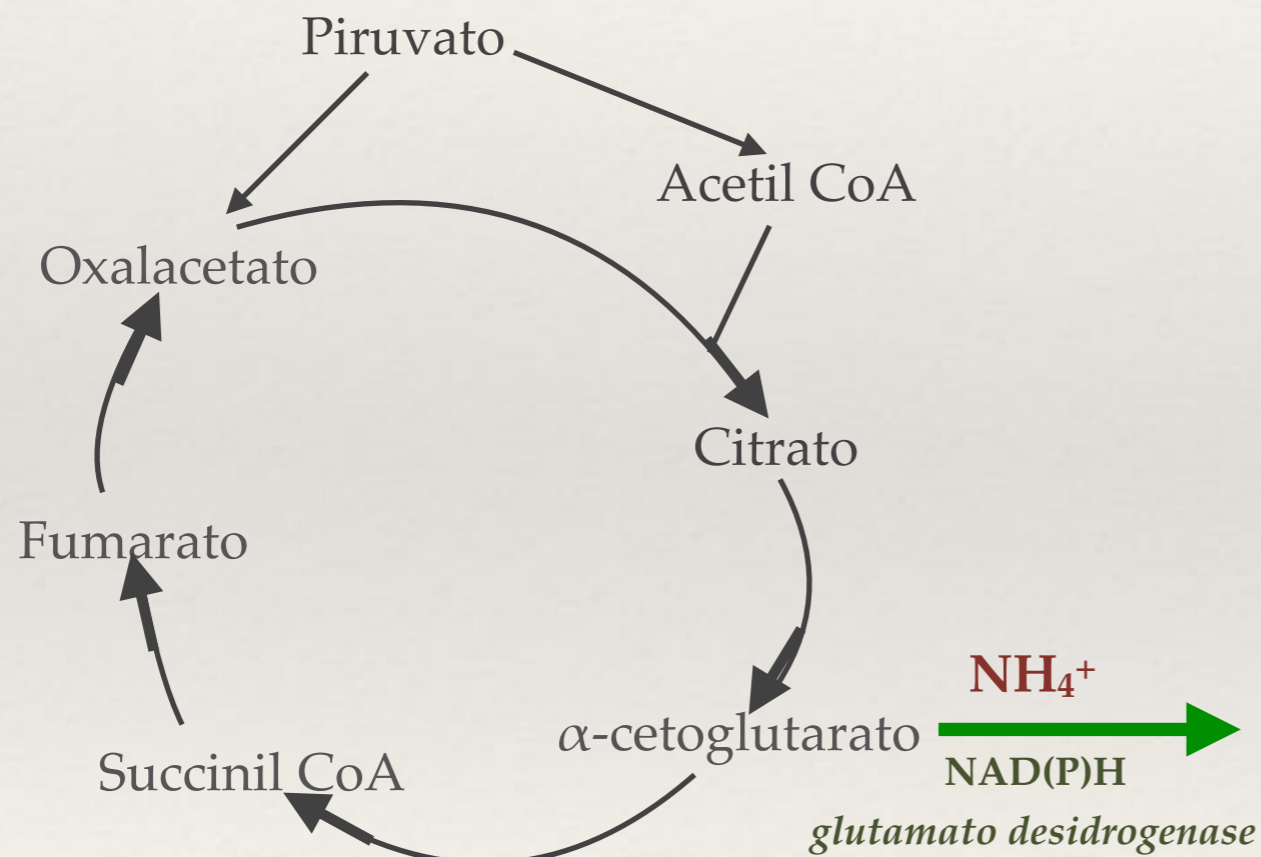 Piruvato
Acetil CoA
Oxalacetato
Citrato
Fumarato
NH₄⁺
α-cetoglutarato
NAD(P)H
Succinil CoA
glutamato desidrogenase